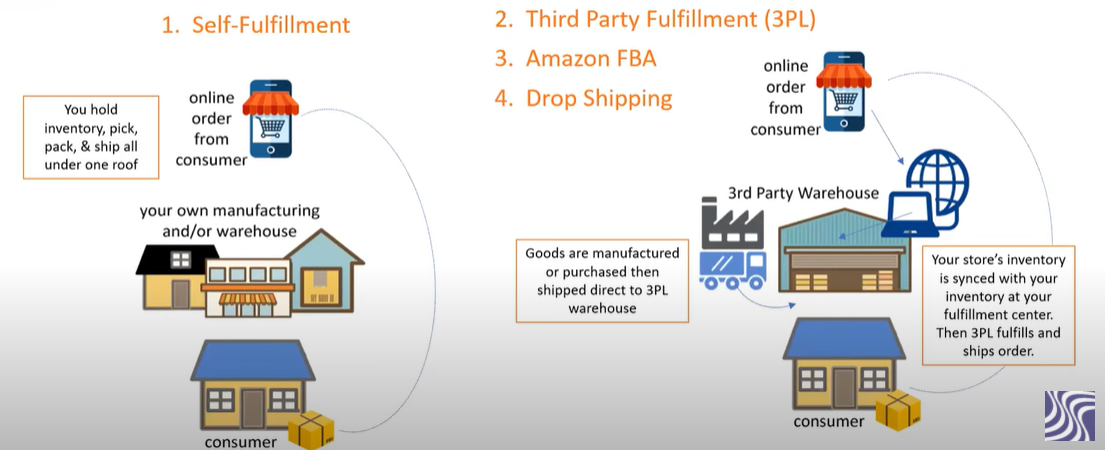 1. Self-Fulfillment
You hold
inventory, pick,
pack, & ship all
under one roof
online
order
from
consumer
your own manufacturing
and/or warehouse
consumer
2. Third Party Fulfillment (3PL)
3. Amazon FBA
4. Drop Shipping
online
order
from
consumer
3rd Party Warehouse
Goods are manufactured
or purchased then
shipped direct to 3PL
warehouse
Your store's inventory
is synced with your
inventory at your
fulfillment center.
Then 3PL fulfills and
ships order.
consumer